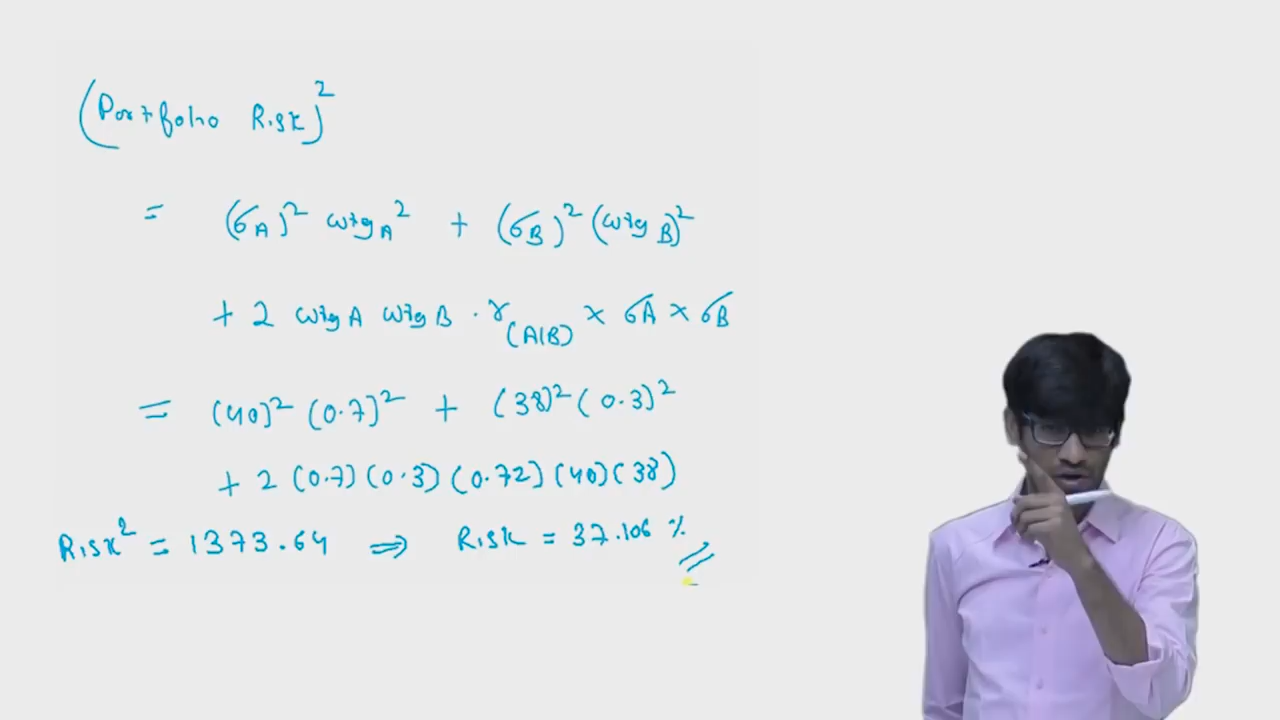 (Portfolio Risk)²
= (σA)² wtgA² + (σB)² (wtg B)²
+ 2 wtgA wtgB · r(A|B) × σA × σB
= (40)² (0.7)² + (38)² (0.3)²
+ 2 (0.7) (0.3) (0.72) (40) (38)
Risk² = 1373.64 ⇒ Risk = 37.106 %